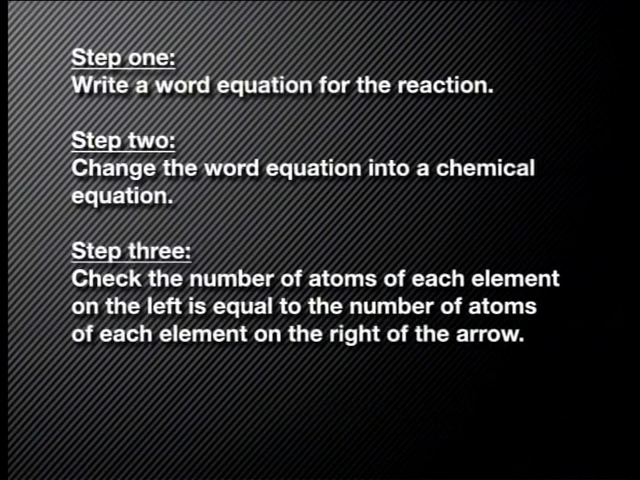 Step one:
Write a word equation for the reaction.
Step two:
Change the word equation into a chemical
equation.
Step three:
Check the number of atoms of each element
on the left is equal to the number of atoms
of each element on the right of the arrow.